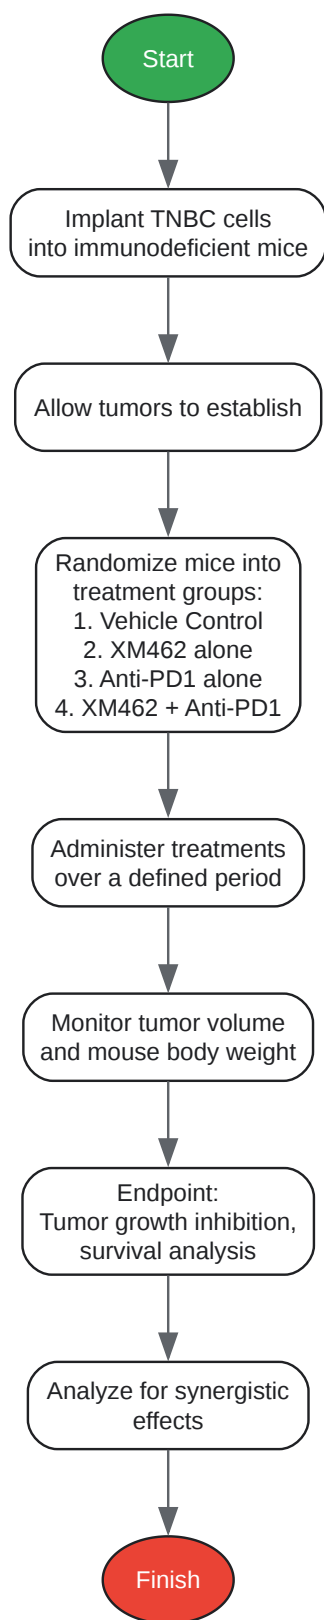 Start
Implant TNBC cells
into immunodeficient mice
Allow tumors to establish
Randomize mice into
treatment groups:
1. Vehicle Control
2. XM462 alone
3. Anti-PD1 alone
4. XM462 + Anti-PD1
Administer treatments
over a defined period
Monitor tumor volume
and mouse body weight
Endpoint:
Tumor growth inhibition,
survival analysis
Analyze for synergistic
effects
Finish